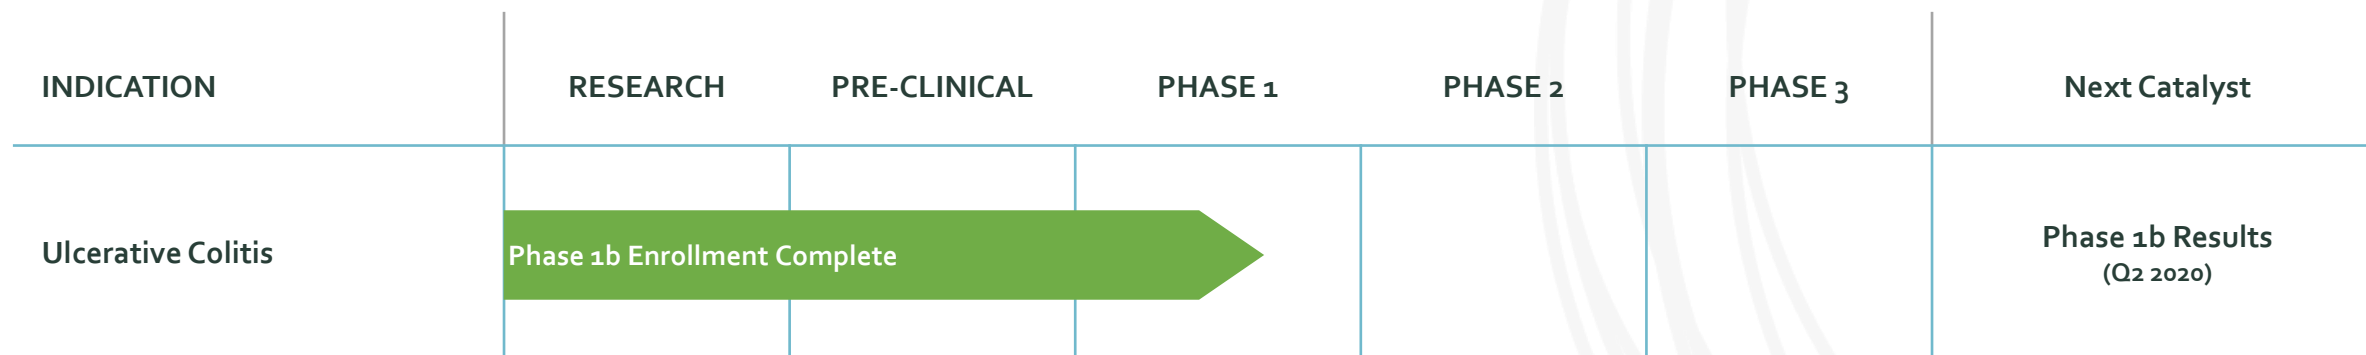 INDICATION
RESEARCH
PRE-CLINICAL
PHASE 1
PHASE 2
PHASE 3
Next Catalyst
Ulcerative Colitis
Phase 1b Enrollment Complete
Phase 1b Results
(Q2 2020)